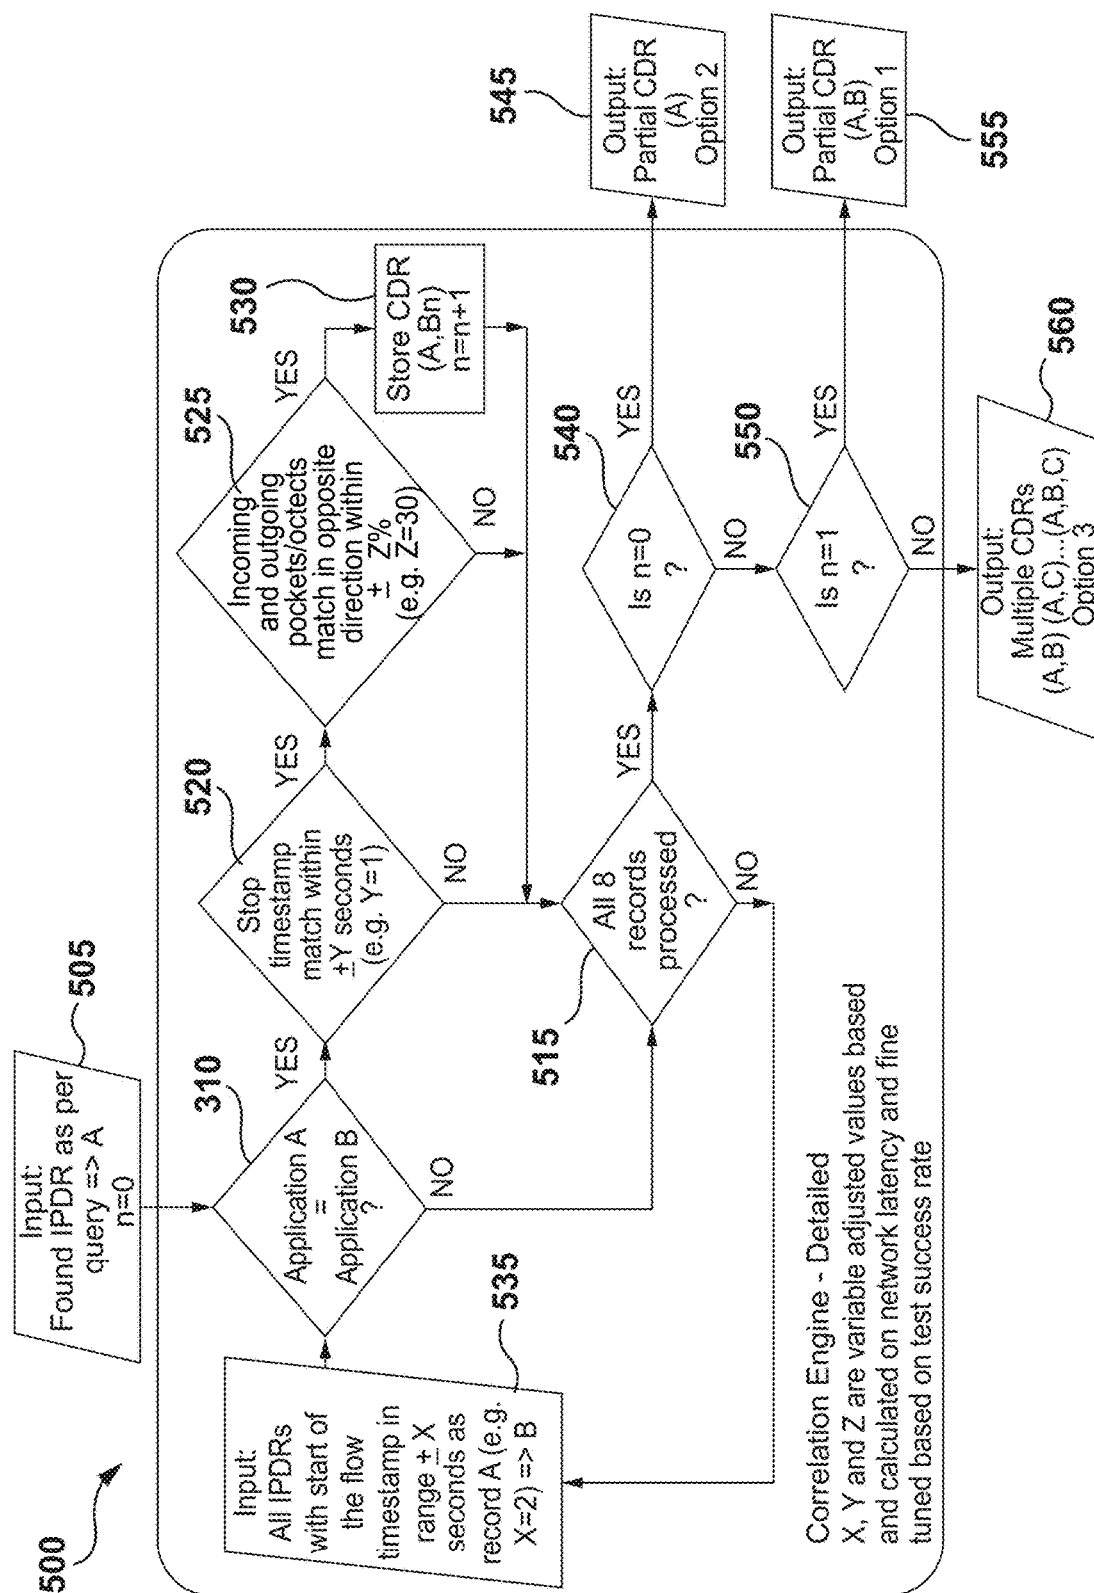 500
Input:
Found IPDR as per
query => A
n=0
505
Input:
All IPDRs
with start of
the flow
timestamp in
range ± X
seconds as
record A (e.g.
X=2) => B
535
310
Application A
=
Application B
?
YES
NO
520
Stop
timestamp
match within
±Y seconds
(e.g. Y=1)
YES
NO
525
Incoming
and outgoing
pockets/octects
match in opposite
direction within
± Z%
(e.g. Z=30)
YES
NO
530
Store CDR
(A,Bn)
n=n+1
515
All 8
records
processed
?
YES
NO
540
Is n=0
?
YES
NO
545
Output:
Partial CDR
(A)
Option 2
550
Is n=1
?
YES
NO
Output:
Partial CDR
(A,B)
Option 1
555
560
Output:
Multiple CDRs
(A,B) (A,C)...(A,B,C)
Option 3
Correlation Engine - Detailed
X, Y and Z are variable adjusted values based
and calculated on network latency and fine
tuned based on test success rate